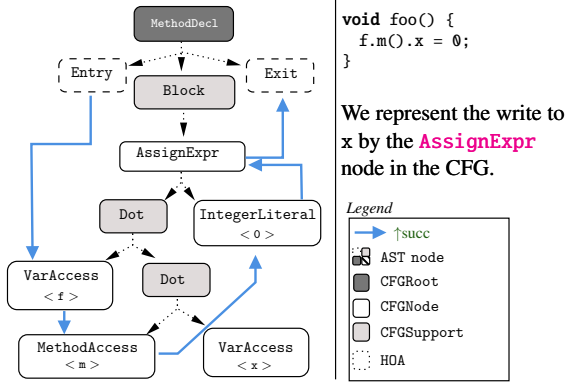 MethodDecl
Entry
Exit
Block
AssignExpr
Dot
IntegerLiteral
< 0 >
VarAccess
< f >
Dot
MethodAccess
< m >
VarAccess
< x >
void foo() {
f.m().x = 0;
}
We represent the write to
x by the AssignExpr
node in the CFG.
Legend
↑succ
AST node
CFGRoot
CFGNode
CFGSupport
HOA